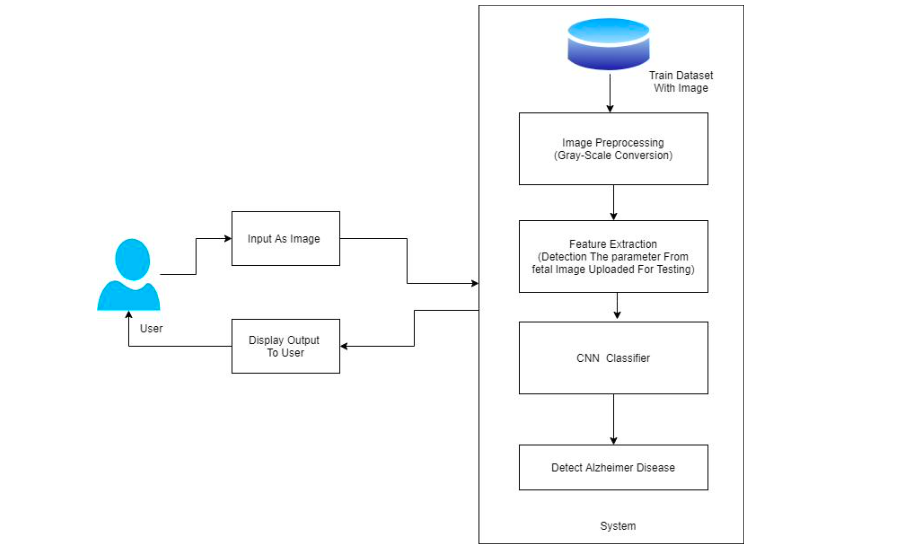 Train Dataset
With Image
Image Preprocessing
(Gray-Scale Conversion)
Feature Extraction
(Detection The parameter From
fetal Image Uploaded For Testing)
CNN Classifier
Detect Alzheimer Disease
System
Input As Image
User
Display Output
To User